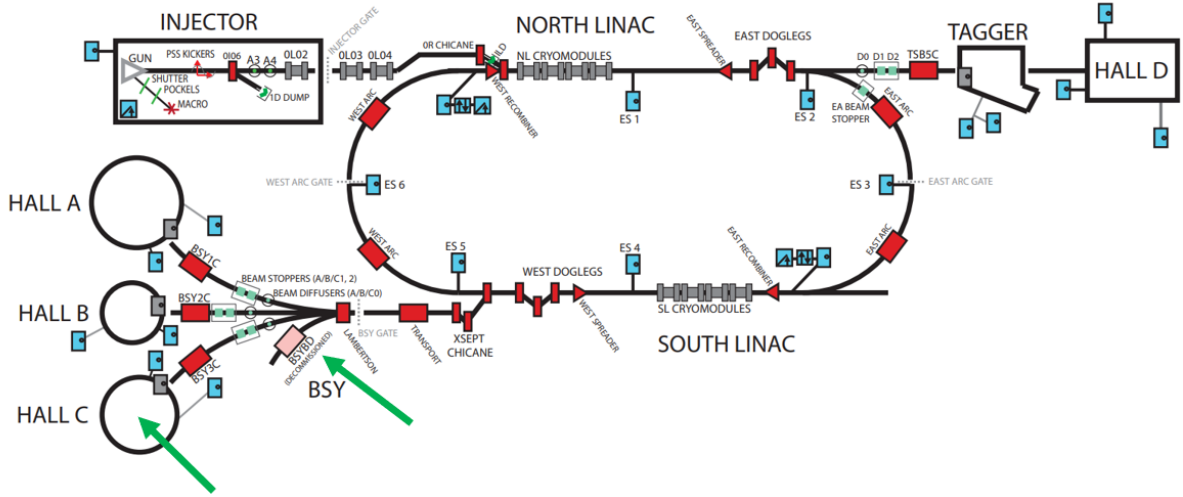 INJECTOR
NORTH LINAC
TAGGER
INJECTOR GATE
GUN
PSS KICKERS
0I06
A3 A4
0L02
0L03 0L04
0R CHICANE
ILD
NL CRYOMODULES
EAST SPREADER
EAST DOGLEGS
D0 D1 D2
TSB5C
HALL D
SHUTTER
POCKELS
MACRO
1D DUMP
WEST ARC
WEST RECOMBINER
ES 1
ES 2
EA BEAM
STOPPER
EAST ARC
WEST ARC GATE
ES 6
ES 3
EAST ARC GATE
HALL A
BSY1C
WEST ARC
ES 5
ES 4
EAST RECOMBINER
EAST ARC
BEAM STOPPERS (A/B/C1, 2)
BEAM DIFFUSERS (A/B/C0)
WEST DOGLEGS
HALL B
BSY2C
BSY GATE
LAMBERTSON
TRANSPORT
XSEPT
CHICANE
WEST SPREADER
SL CRYOMODULES
SOUTH LINAC
BSY3C
BSYBD
(DECOMMISSIONED)
BSY
HALL C